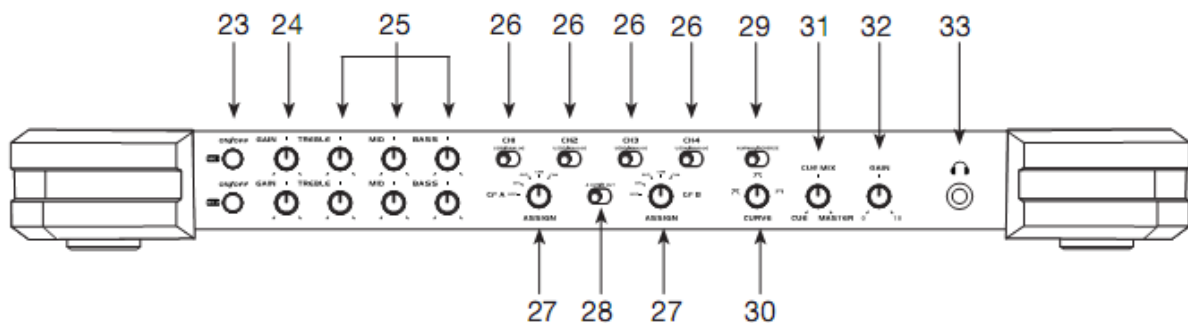 23 24 25 26 26 26 26 29 31 32 33
ON/OFF GAIN TREBLE MID BASS CH1 CH2 CH3 CH4
CUE MIX GAIN
ON/OFF GAIN TREBLE MID BASS CF A CF B
ASSIGN ASSIGN CURVE CUE MASTER 0 10
27 28 27 30